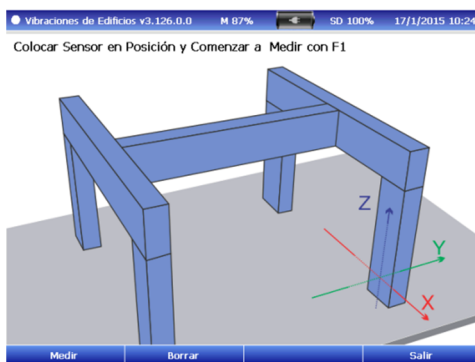 Vibraciones de Edificios v3.126.0.0 M 87% SD 100% 17/1/2015 10:24
Colocar Sensor en Posición y Comenzar a Medir con F1
Z
Y
X
Medir Borrar Salir